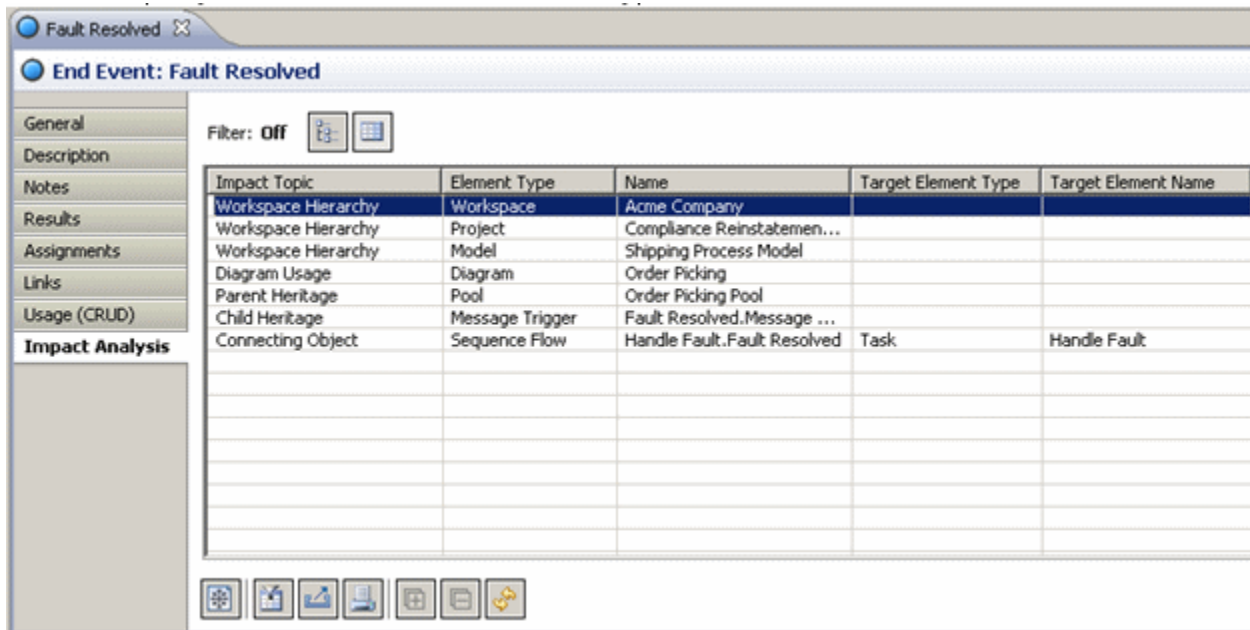 Fault Resolved
End Event: Fault Resolved
General
Description
Notes
Results
Assignments
Links
Usage (CRUD)
Impact Analysis
Filter: Off
Impact Topic Element Type Name Target Element Type Target Element Name
Workspace Hierarchy Workspace Acme Company
Workspace Hierarchy Project Compliance Reinstatemen...
Workspace Hierarchy Model Shipping Process Model
Diagram Usage Diagram Order Picking
Parent Heritage Pool Order Picking Pool
Child Heritage Message Trigger Fault Resolved.Message ...
Connecting Object Sequence Flow Handle Fault.Fault Resolved Task Handle Fault